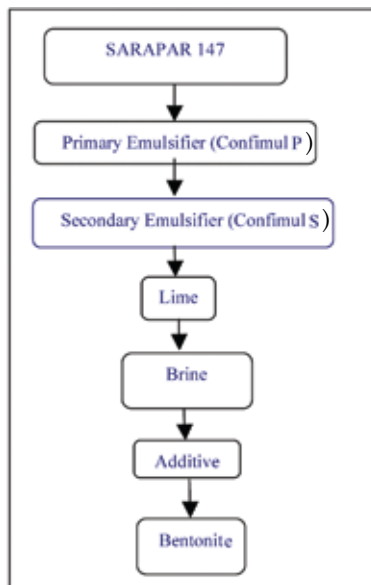 SARAPAR 147
Primary Emulsifier (Confimul P)
Secondary Emulsifier (Confimul S)
Lime
Brine
Additive
Bentonite